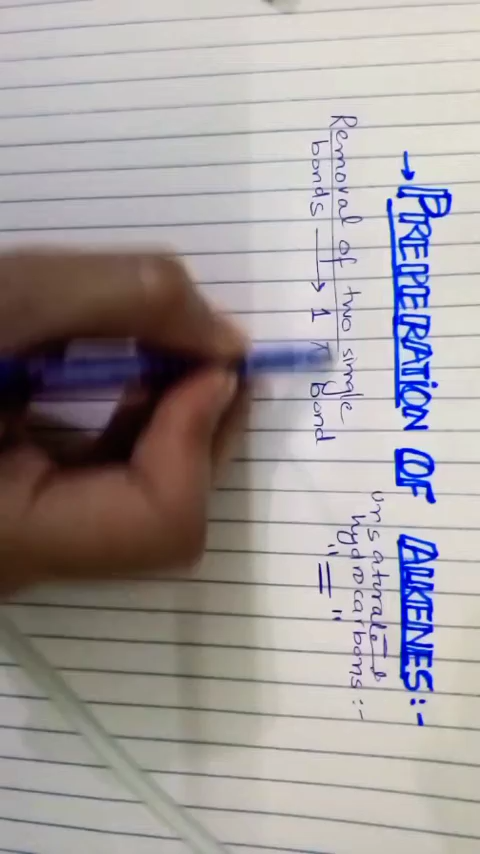 → PREPERATION OF ALKENES:-
unsaturated
hydrocarbons:-
"="
Removal of two single
bonds → 1 π bond